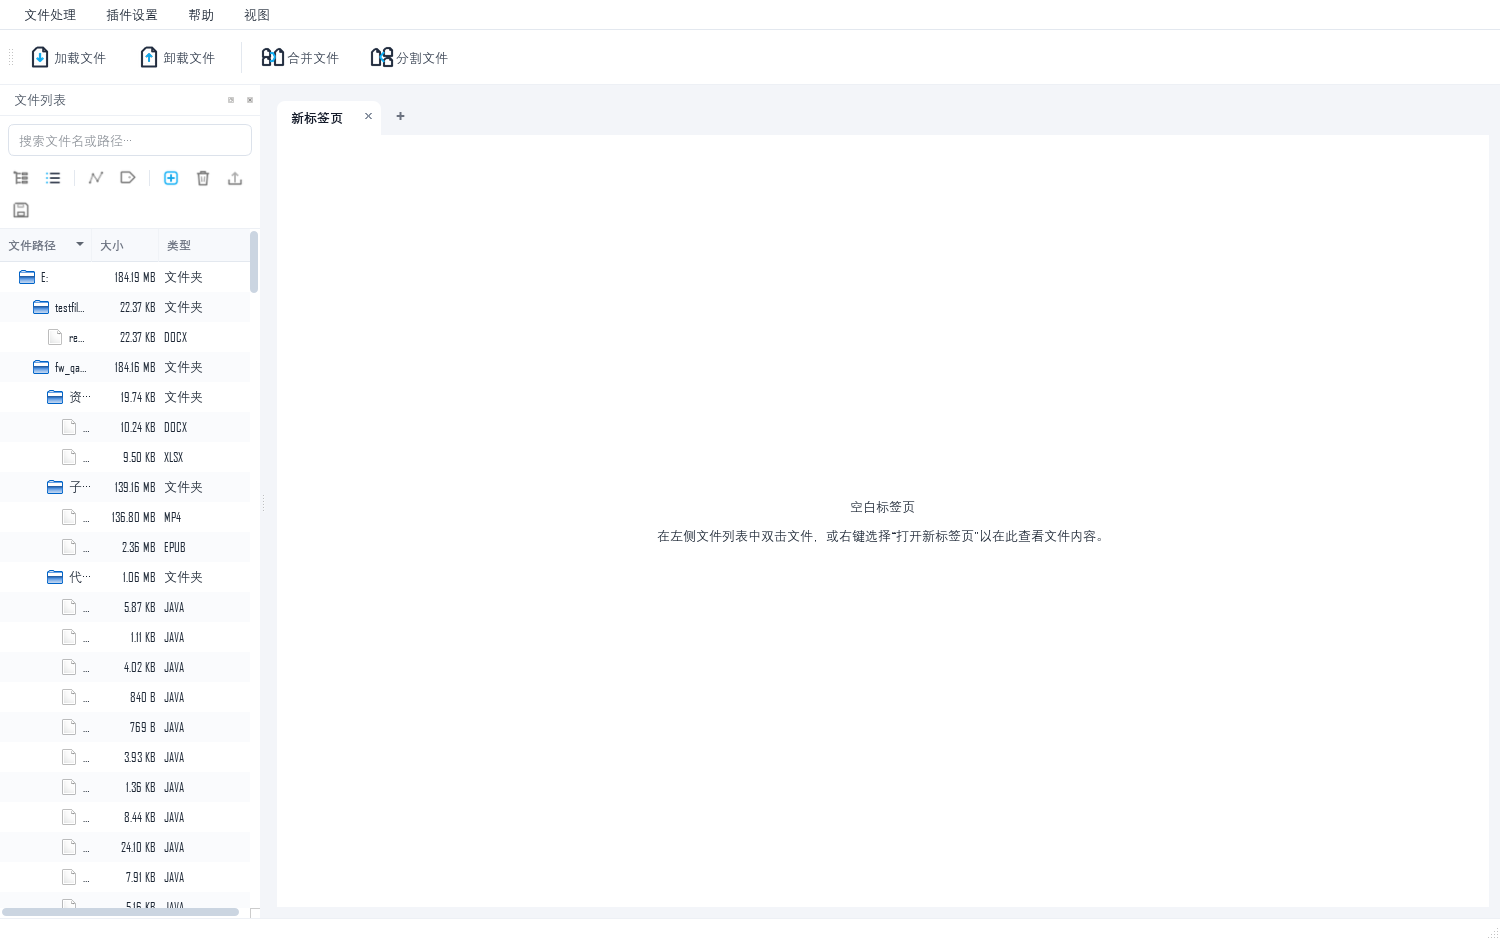 文件处理 插件设置 帮助 视图
加载文件 卸载文件 合并文件 分割文件
文件列表
搜索文件名或路径…
新标签页
文件路径 大小 类型
E: 184.19 MB 文件夹
testfil... 22.37 KB 文件夹
re... 22.37 KB DOCX
fw_qa... 184.16 MB 文件夹
资… 19.74 KB 文件夹
... 10.24 KB DOCX
... 9.50 KB XLSX
子… 139.16 MB 文件夹
... 136.80 MB MP4
... 2.36 MB EPUB
代… 1.06 MB 文件夹
... 5.87 KB JAVA
... 1.11 KB JAVA
... 4.02 KB JAVA
... 840 B JAVA
... 769 B JAVA
... 3.93 KB JAVA
... 1.36 KB JAVA
... 8.44 KB JAVA
... 24.10 KB JAVA
... 7.91 KB JAVA
5.16 KB JAVA
空白标签页
在左侧文件列表中双击文件，或右键选择“打开新标签页”以在此查看文件内容。